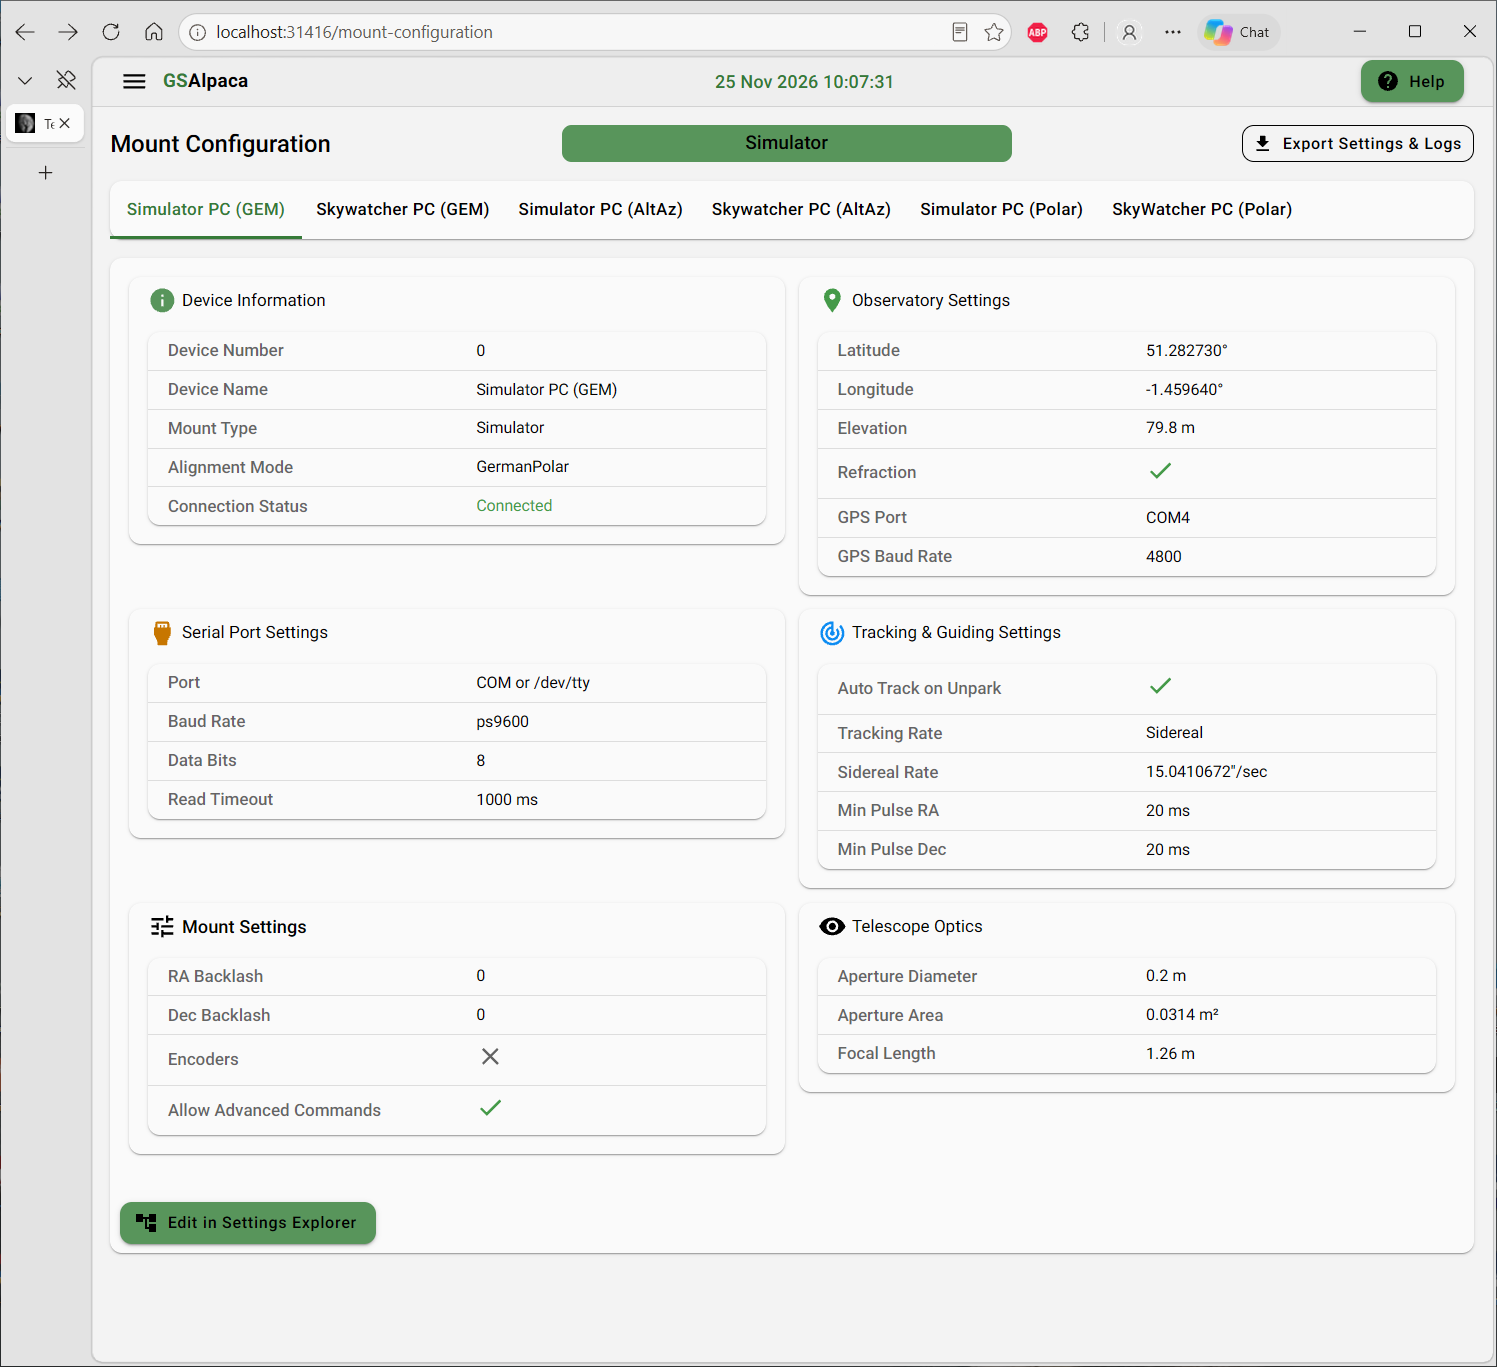 localhost:31416/mount-configuration
ABP
Chat
GSAlpaca
25 Nov 2026 10:07:31
Help
Mount Configuration
Simulator
Export Settings & Logs
Simulator PC (GEM)
Skywatcher PC (GEM)
Simulator PC (AltAz)
Skywatcher PC (AltAz)
Simulator PC (Polar)
SkyWatcher PC (Polar)
Device Information
Device Number 0
Device Name Simulator PC (GEM)
Mount Type Simulator
Alignment Mode GermanPolar
Connection Status Connected
Observatory Settings
Latitude 51.282730°
Longitude -1.459640°
Elevation 79.8 m
Refraction
GPS Port COM4
GPS Baud Rate 4800
Serial Port Settings
Port COM or /dev/tty
Baud Rate ps9600
Data Bits 8
Read Timeout 1000 ms
Tracking & Guiding Settings
Auto Track on Unpark
Tracking Rate Sidereal
Sidereal Rate 15.0410672"/sec
Min Pulse RA 20 ms
Min Pulse Dec 20 ms
Mount Settings
RA Backlash 0
Dec Backlash 0
Encoders
Allow Advanced Commands
Telescope Optics
Aperture Diameter 0.2 m
Aperture Area 0.0314 m²
Focal Length 1.26 m
Edit in Settings Explorer